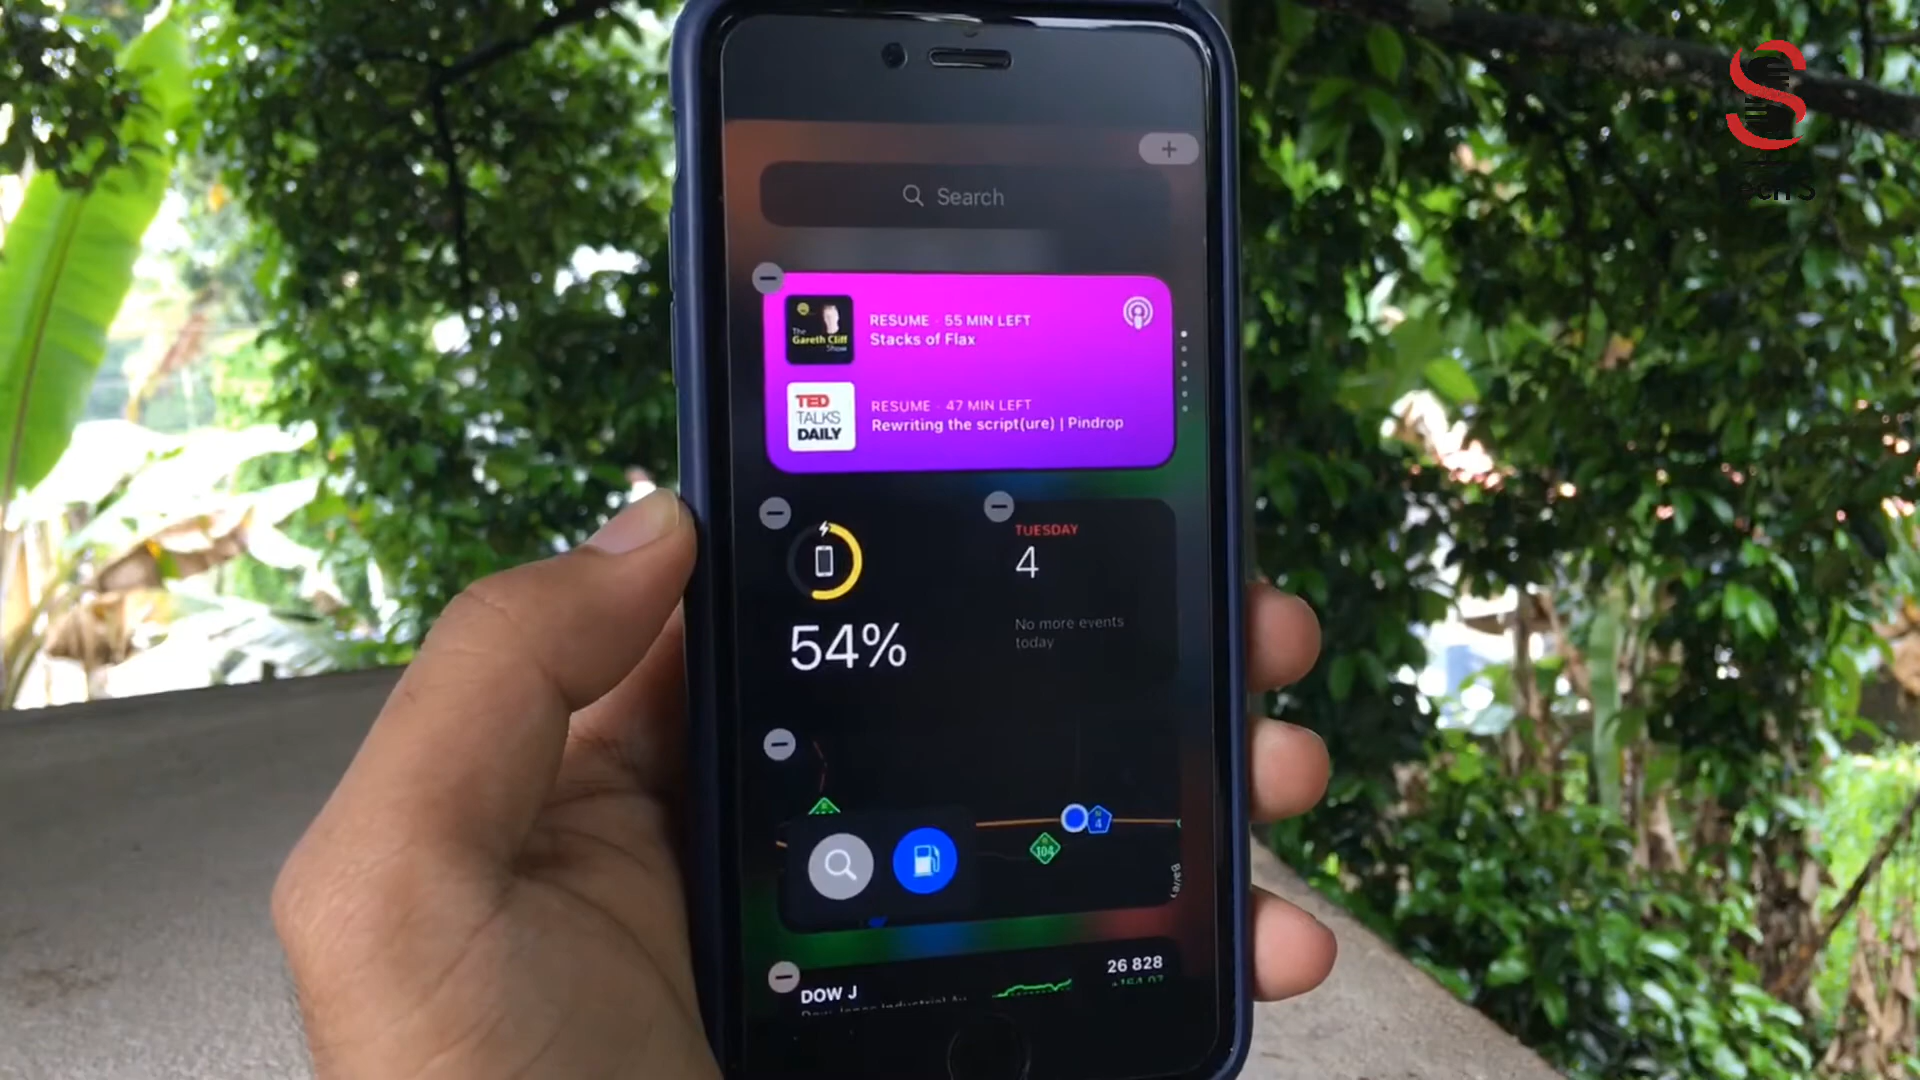 Search
The
Gareth Cliff
Show
RESUME · 55 MIN LEFT
Stacks of Flax
TED
TALKS
DAILY
RESUME · 47 MIN LEFT
Rewriting the script(ure) | Pindrop
54%
TUESDAY
4
No more events
today
4
104
DOW J
26 828